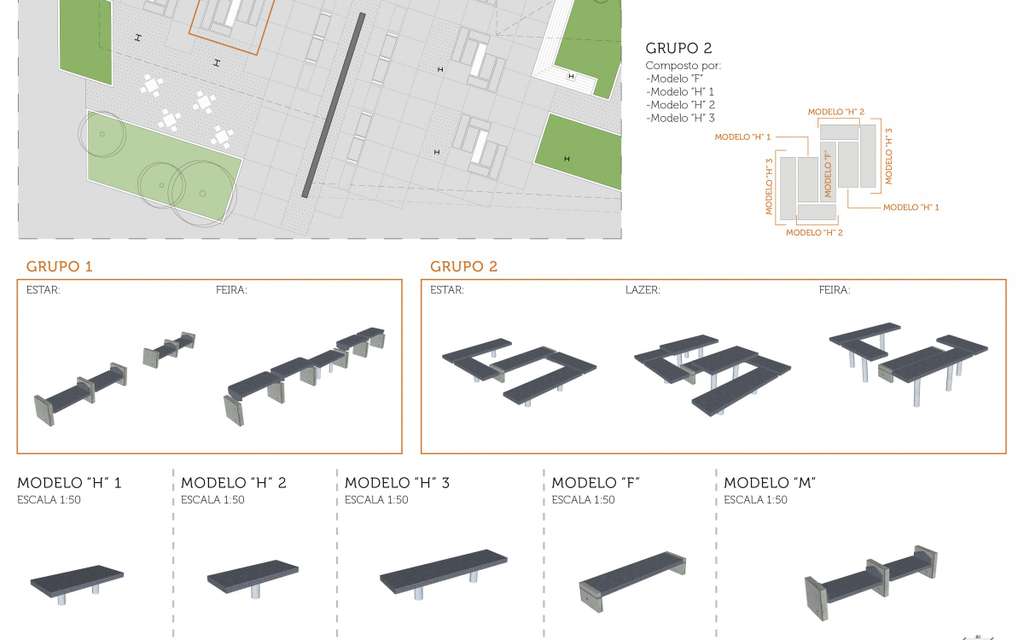 GRUPO 2
Composto por:
-Modelo "F"
-Modelo "H" 1
-Modelo "H" 2
-Modelo "H" 3
MODELO "H" 2
MODELO "H" 1
MODELO "H" 3
MODELO "H" 3
MODELO "F"
MODELO "H" 1
MODELO "H" 2
H
H
H
H
H
H
GRUPO 1
ESTAR:
FEIRA:
GRUPO 2
ESTAR:
LAZER:
FEIRA:
MODELO "H" 1
ESCALA 1:50
MODELO "H" 2
ESCALA 1:50
MODELO "H" 3
ESCALA 1:50
MODELO "F"
ESCALA 1:50
MODELO "M"
ESCALA 1:50